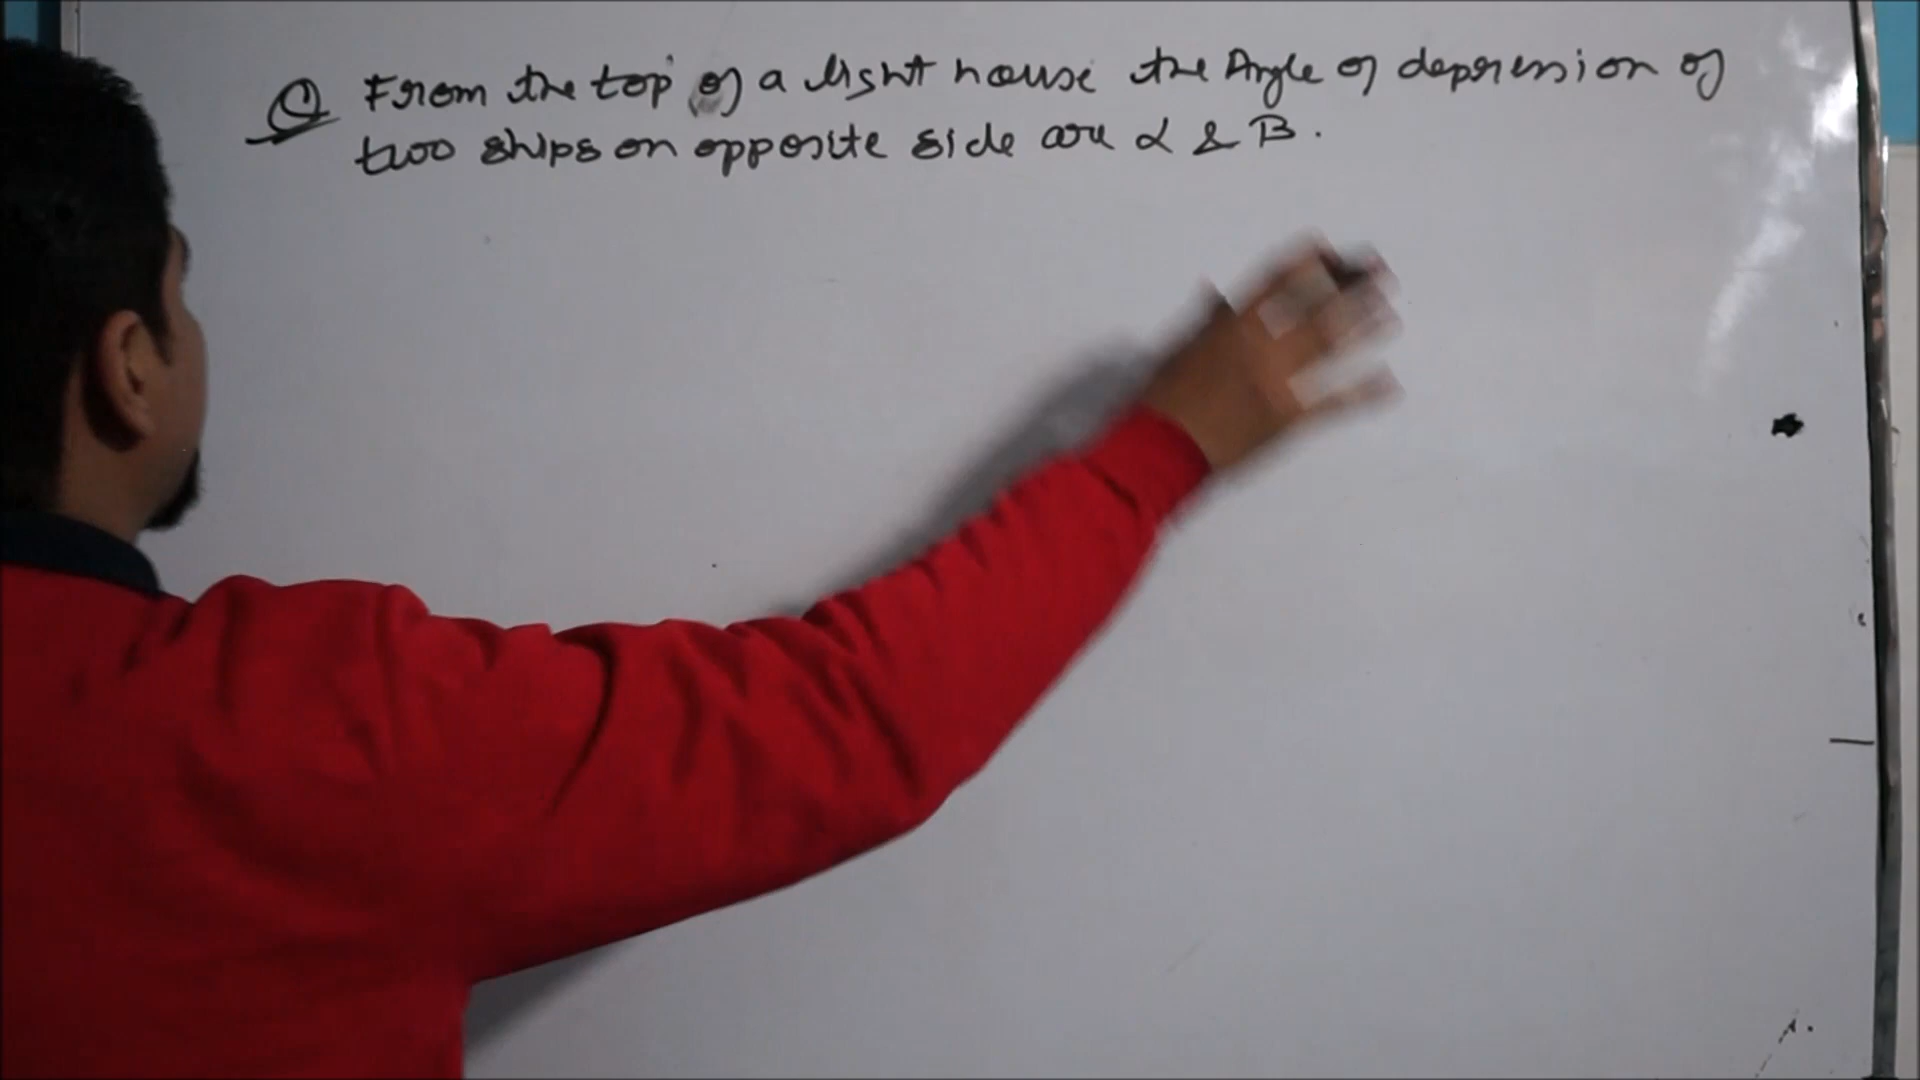 Q From the top of a light house the Angle of depression of
two ships on opposite side are α & β.